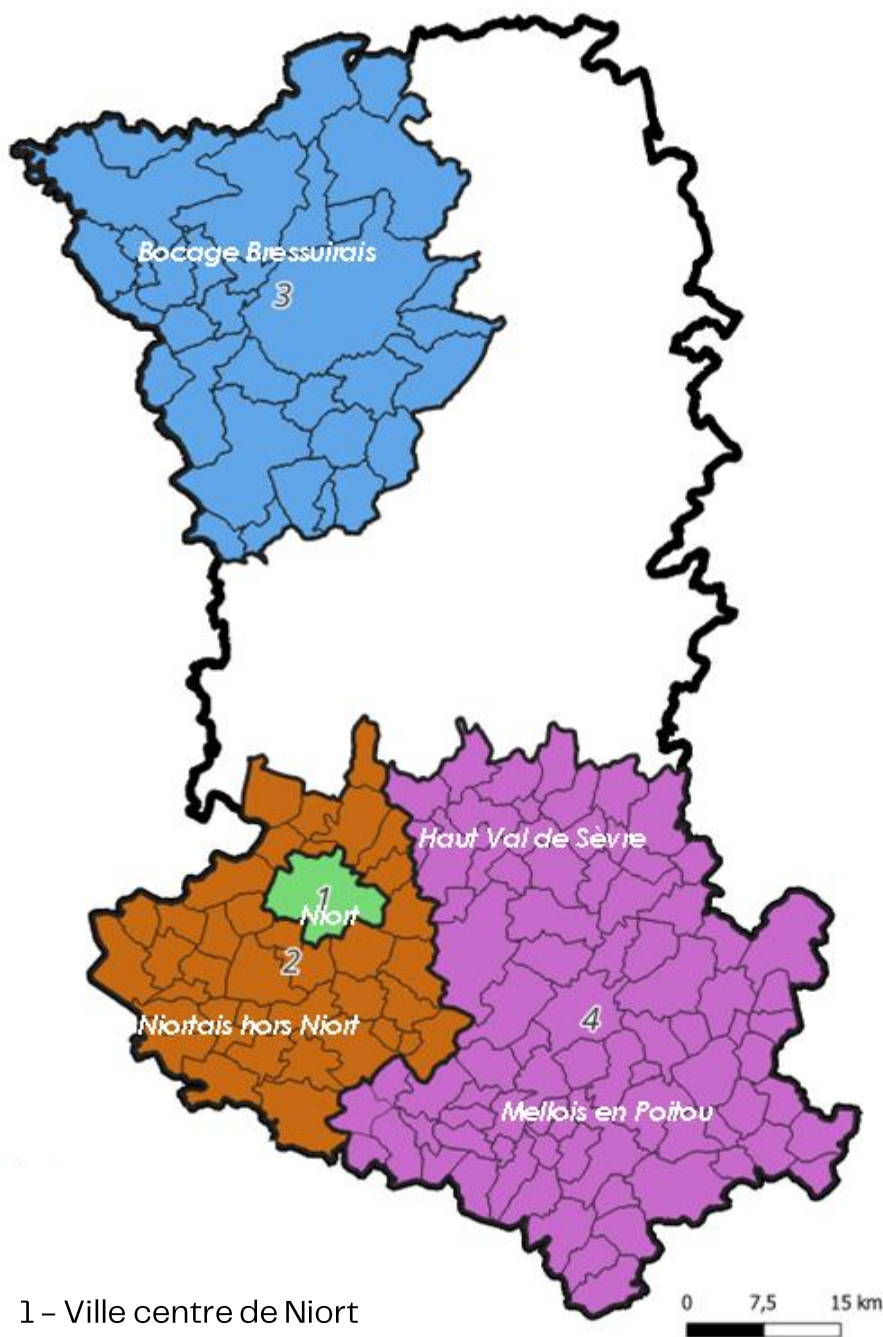 Bocage Bressuirais
3
Haut Val de Sèvre
1
Niort
2
4
Niortais hors Niort
Mellois en Poitou
1 – Ville centre de Niort
0 7,5 15 km